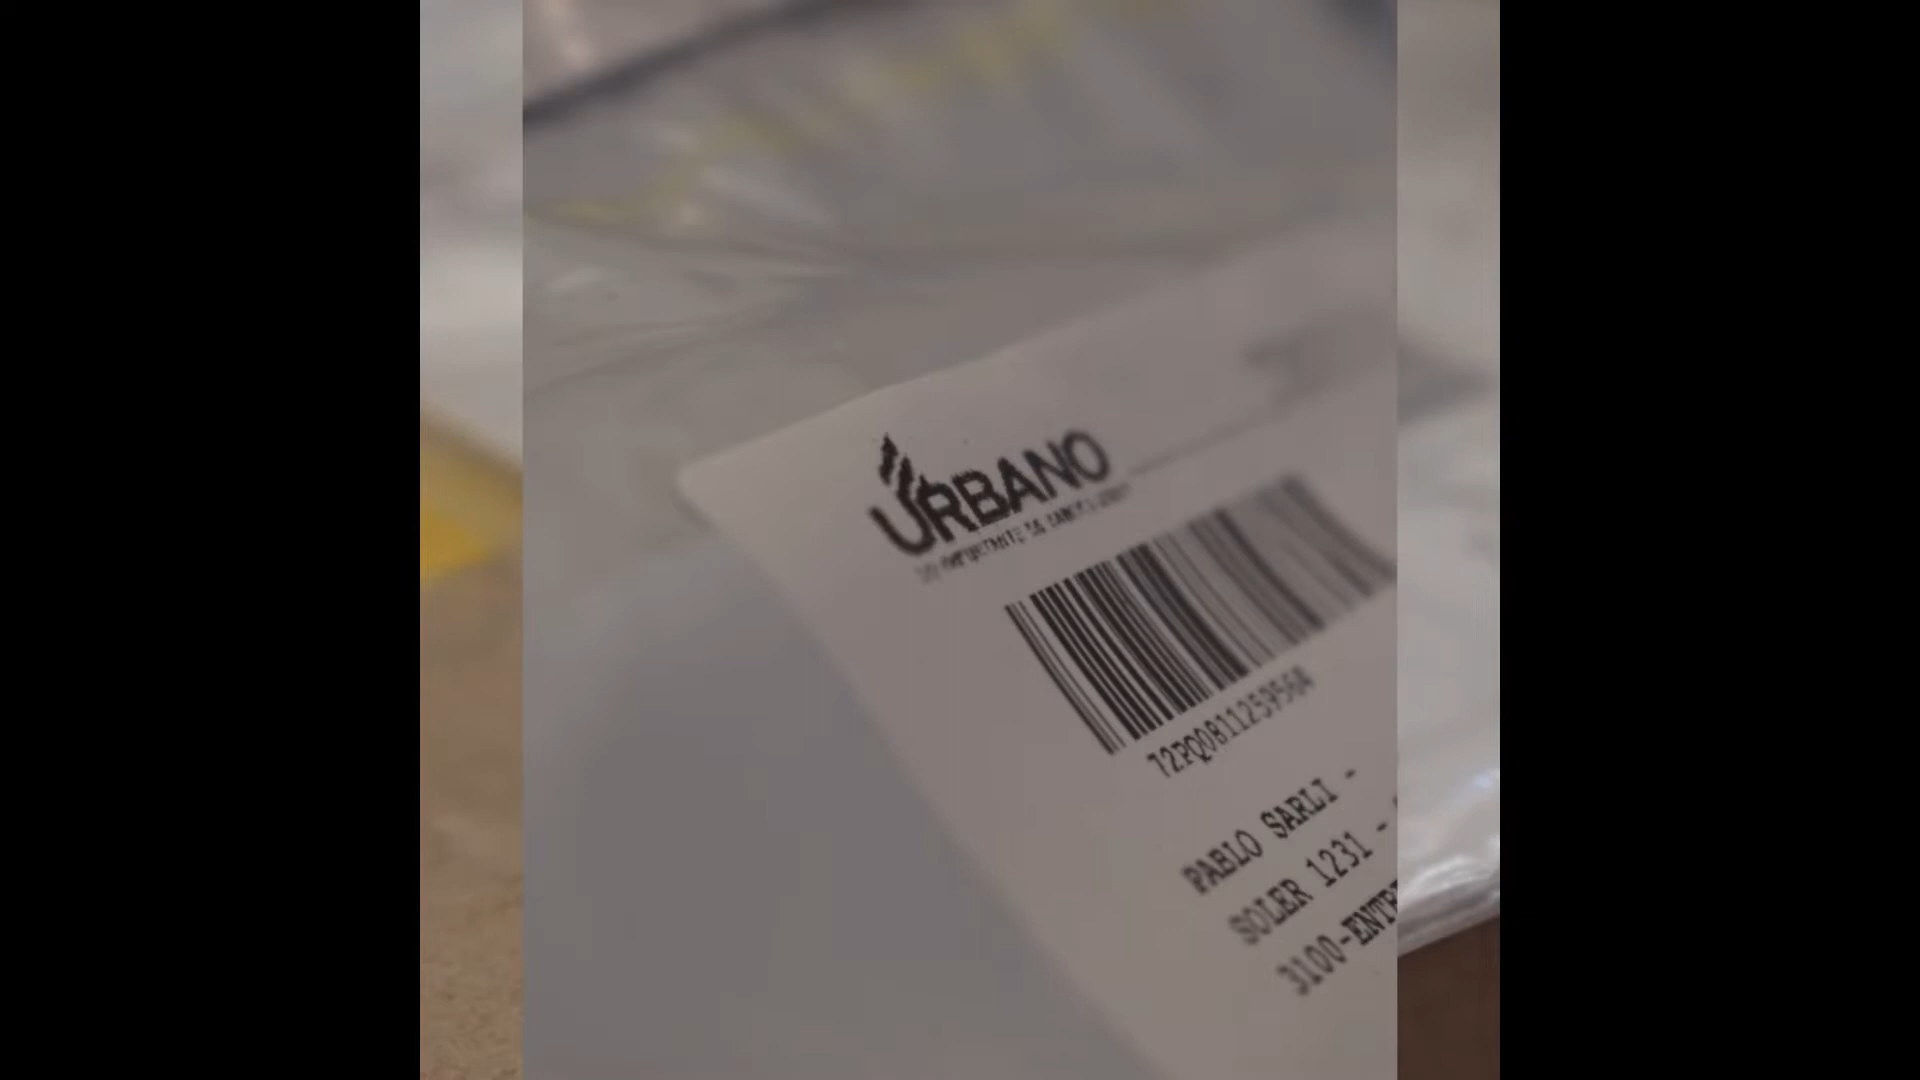 URBANO
72PQ0811259564
PABLO SARLI -
SOLER 1231 -
3100-ENTR